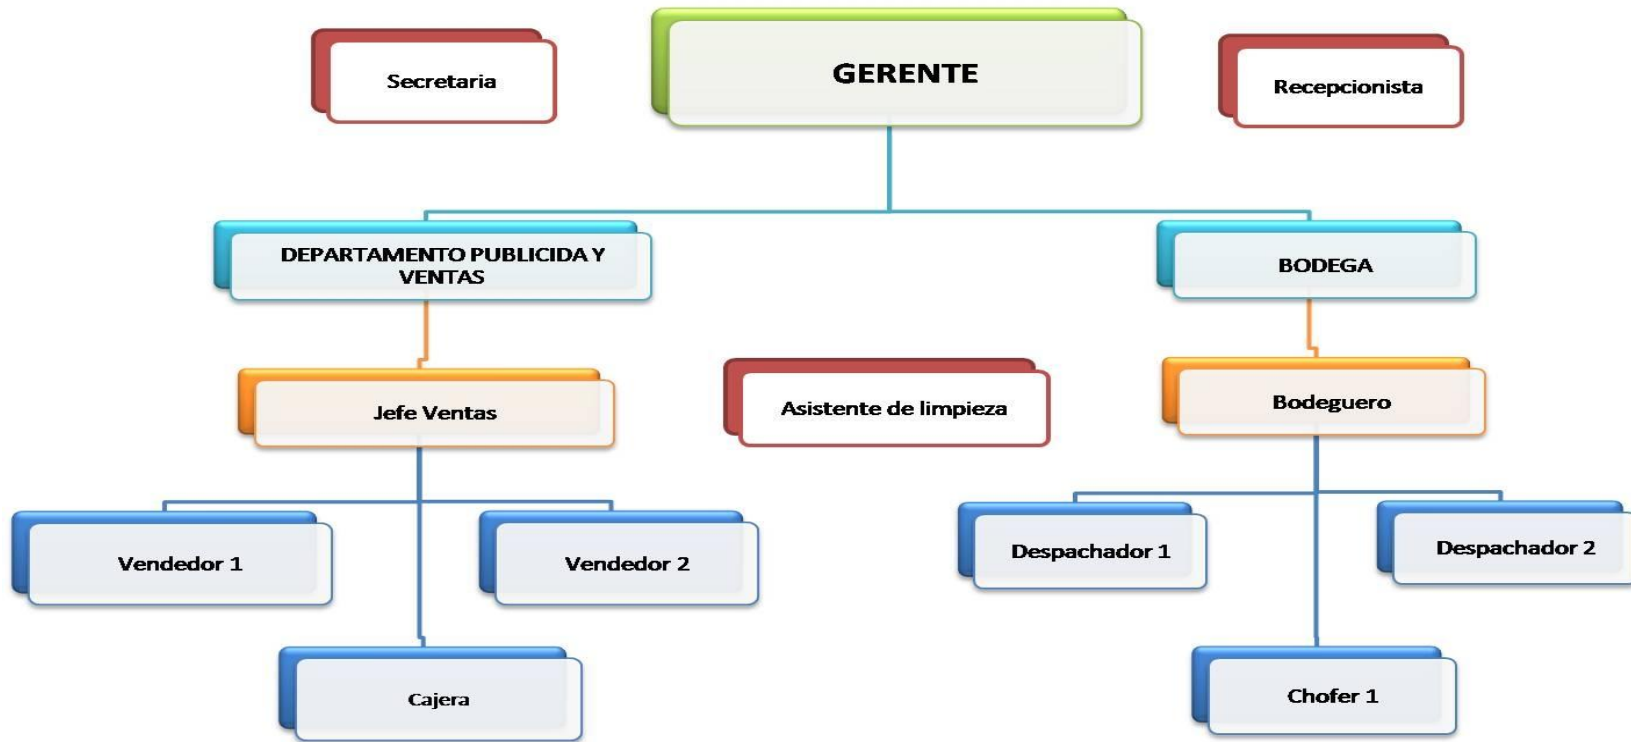 Secretaria
GERENTE
Recepcionista
DEPARTAMENTO PUBLICIDA Y
VENTAS
BODEGA
Jefe Ventas
Asistente de limpieza
Bodeguero
Vendedor 1
Vendedor 2
Despachador 1
Despachador 2
Cajera
Chofer 1